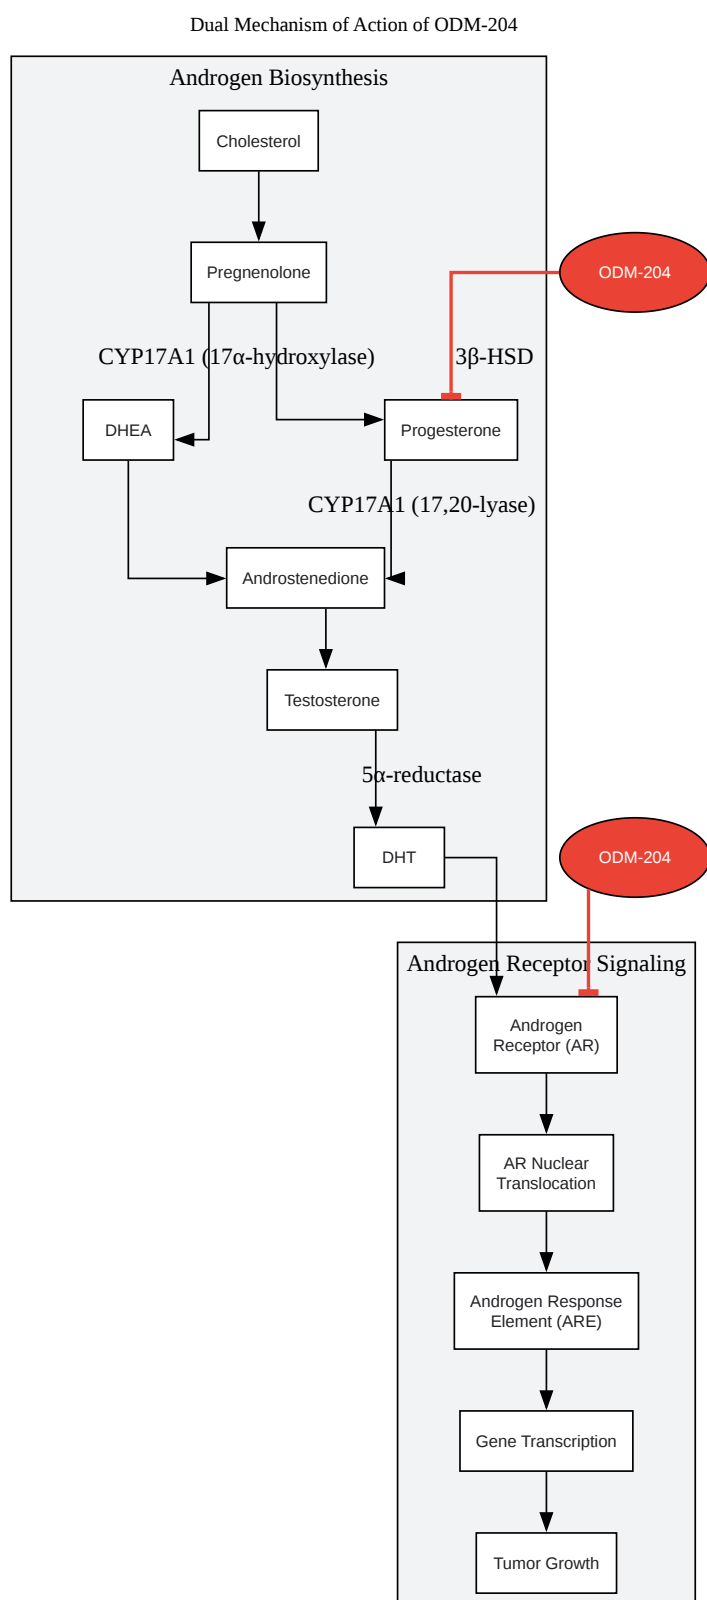 Dual Mechanism of Action of ODM-204
Androgen Biosynthesis
Cholesterol
Pregnenolone
ODM-204
CYP17A1 (17α-hydroxylase)
3β-HSD
DHEA
Progesterone
CYP17A1 (17,20-lyase)
Androstenedione
Testosterone
5α-reductase
DHT
ODM-204
Androgen Receptor Signaling
Androgen
Receptor (AR)
AR Nuclear
Translocation
Androgen Response
Element (ARE)
Gene Transcription
Tumor Growth